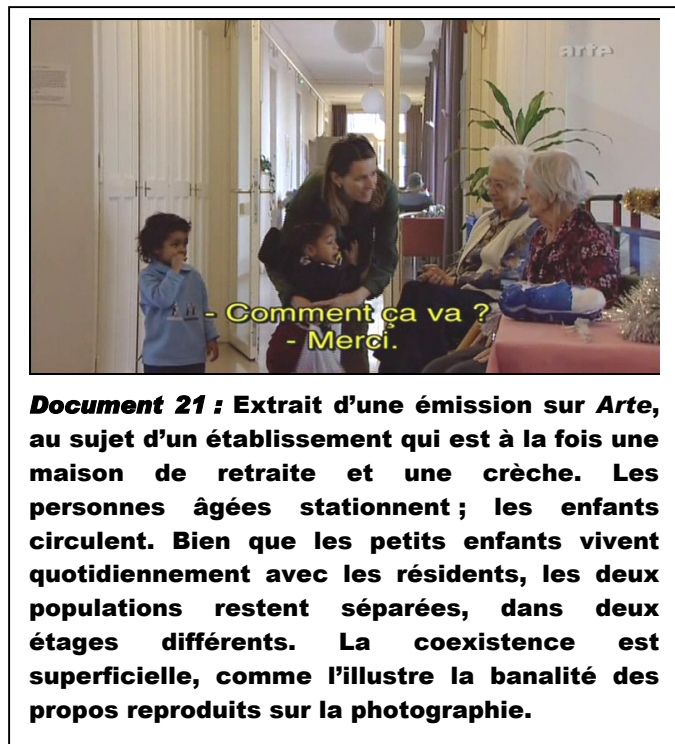 arte
- Comment ça va ?
- Merci.
Document 21 : Extrait d’une émission sur Arte,
au sujet d’un établissement qui est à la fois une
maison de retraite et une crèche. Les
personnes âgées stationnent ; les enfants
circulent. Bien que les petits enfants vivent
quotidiennement avec les résidents, les deux
populations restent séparées, dans deux
étages différents. La coexistence est
superficielle, comme l’illustre la banalité des
propos reproduits sur la photographie.